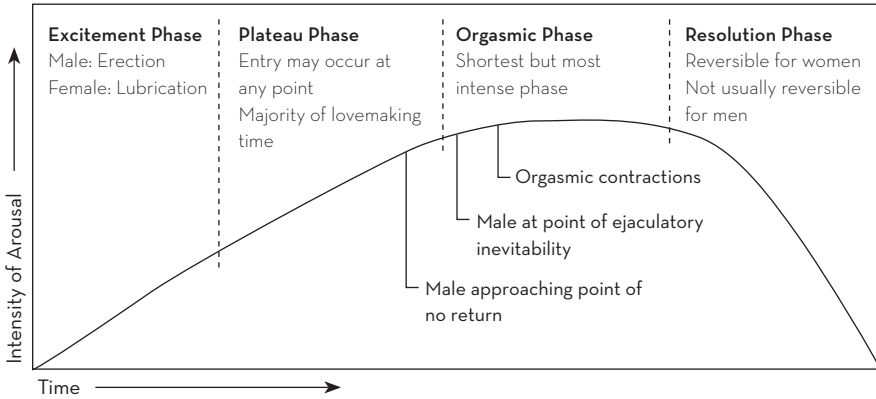 Excitement Phase
Male: Erection
Female: Lubrication
Plateau Phase
Entry may occur at
any point
Majority of lovemaking
time
Orgasmic Phase
Shortest but most
intense phase
Resolution Phase
Reversible for women
Not usually reversible
for men
Orgasmic contractions
Male at point of ejaculatory
inevitability
Male approaching point of
no return
Intensity of Arousal
Time